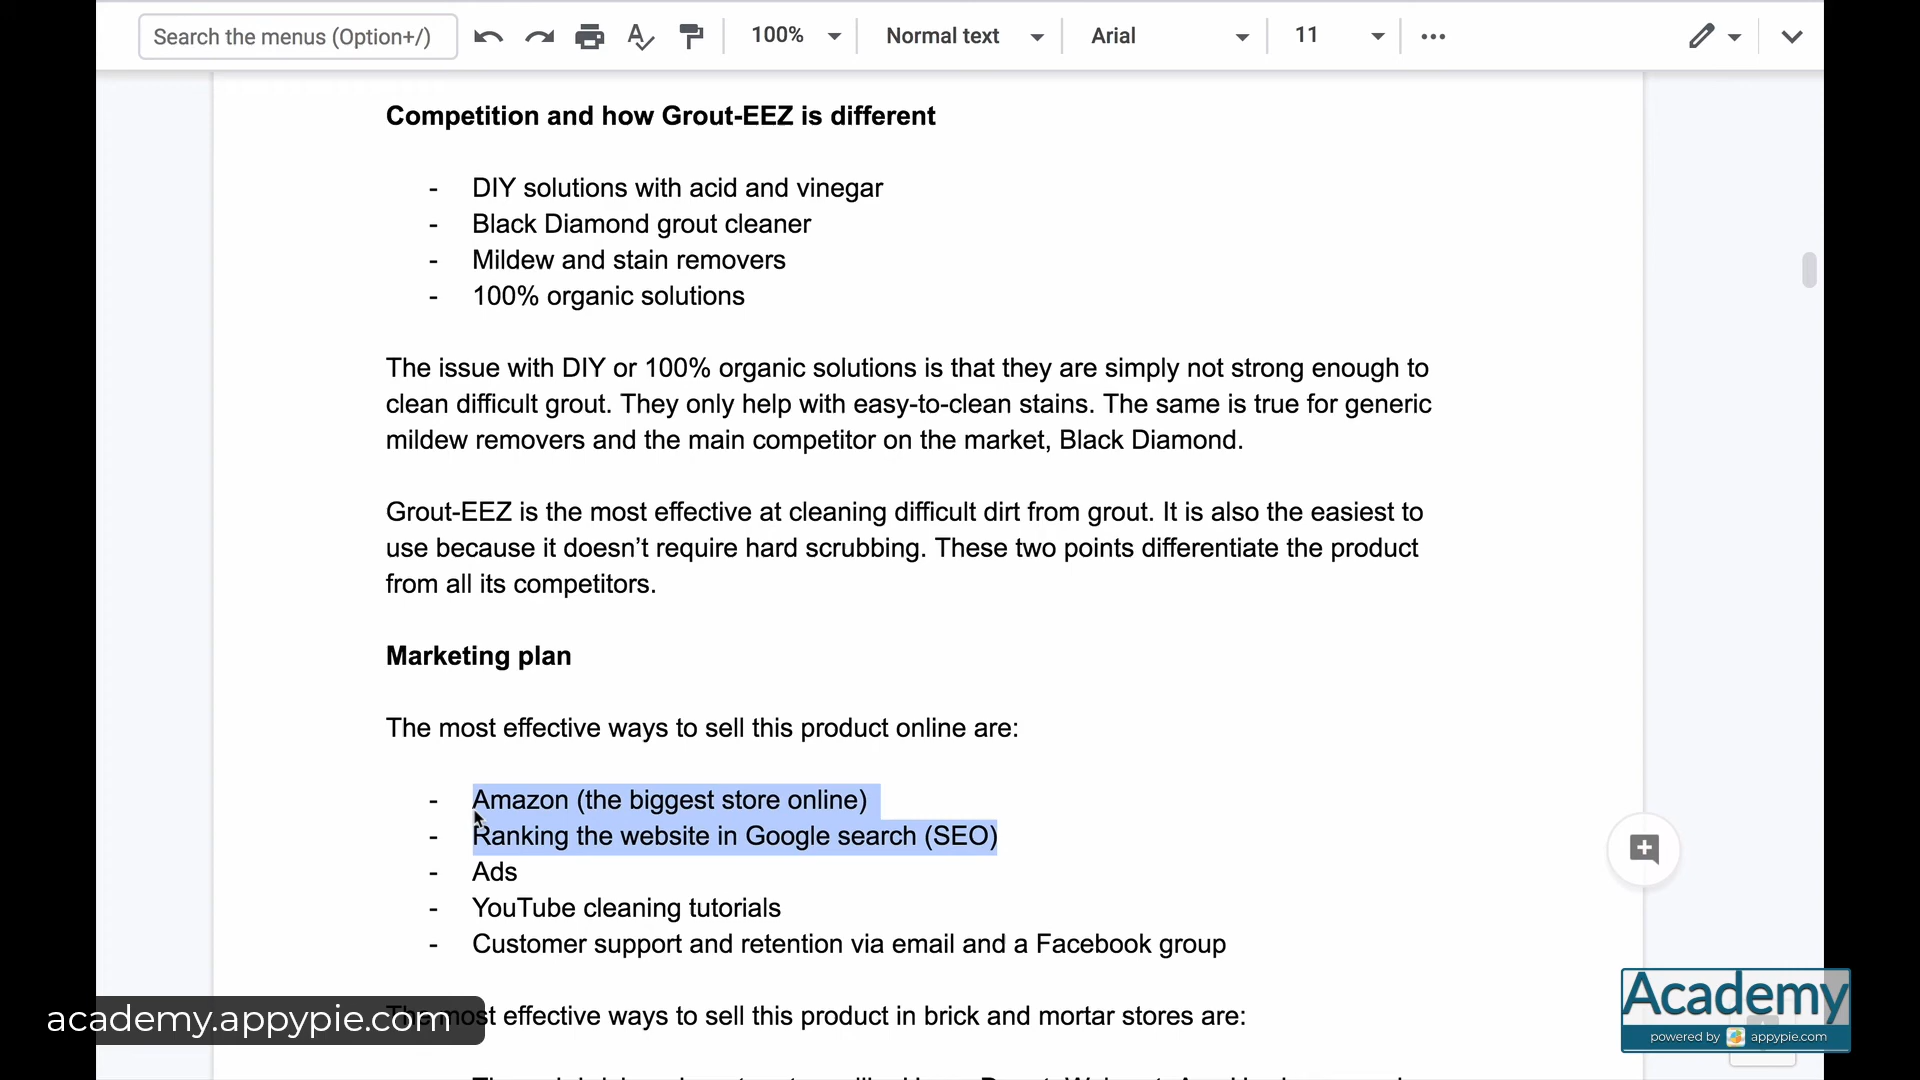 Search the menus (Option+/)
100%
Normal text
Arial
11
Competition and how Grout-EEZ is different
- DIY solutions with acid and vinegar
- Black Diamond grout cleaner
- Mildew and stain removers
- 100% organic solutions
The issue with DIY or 100% organic solutions is that they are simply not strong enough to
clean difficult grout. They only help with easy-to-clean stains. The same is true for generic
mildew removers and the main competitor on the market, Black Diamond.
Grout-EEZ is the most effective at cleaning difficult dirt from grout. It is also the easiest to
use because it doesn’t require hard scrubbing. These two points differentiate the product
from all its competitors.
Marketing plan
The most effective ways to sell this product online are:
- Amazon (the biggest store online)
- Ranking the website in Google search (SEO)
- Ads
- YouTube cleaning tutorials
- Customer support and retention via email and a Facebook group
The most effective ways to sell this product in brick and mortar stores are:
academy.appypie.com
Academy
powered by appypie.com